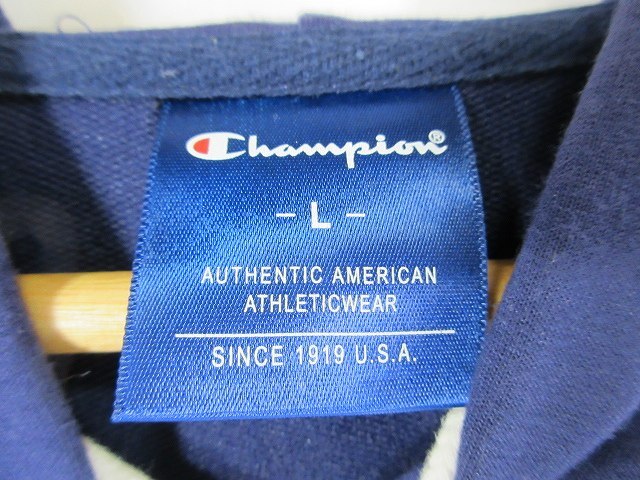 Champion®
- L -
AUTHENTIC AMERICAN
ATHLETICWEAR
SINCE 1919 U.S.A.